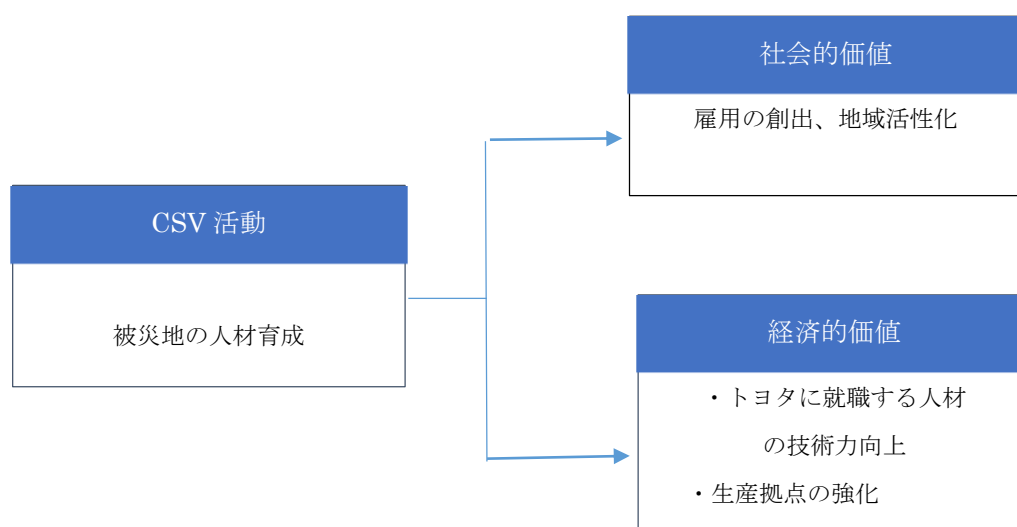 CSV 活動
被災地の人材育成
社会的価値
雇用の創出、地域活性化
経済的価値
・トヨタに就職する人材
の技術力向上
・生産拠点の強化